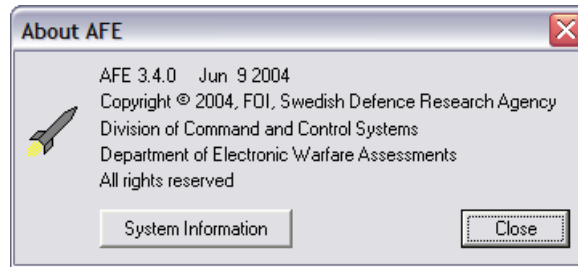 About AFE
AFE 3.4.0 Jun 9 2004
Copyright © 2004, FOI, Swedish Defence Research Agency
Division of Command and Control Systems
Department of Electronic Warfare Assessments
All rights reserved
System Information
Close